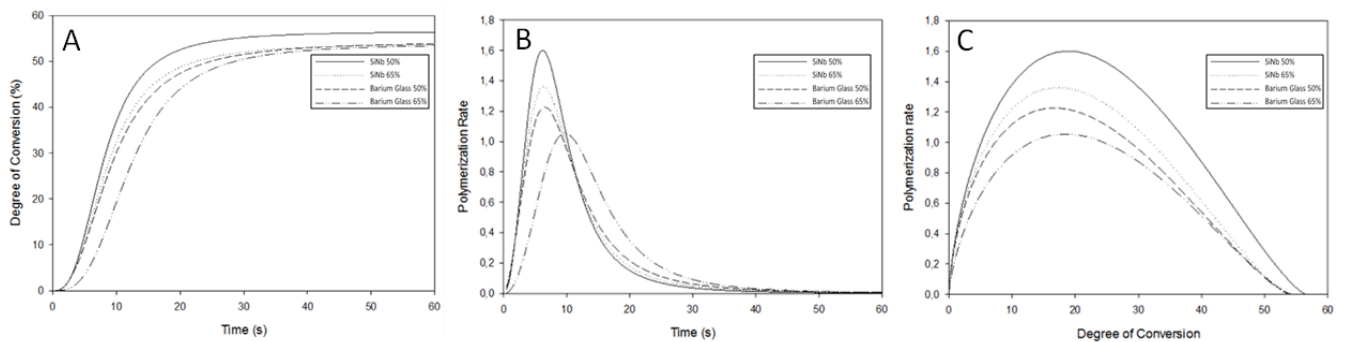 A
Degree of Conversion (%)
60
50
40
30
20
10
0
0 10 20 30 40 50 60
Time (s)
SiNb 50%
SiNb 65%
Barium Glass 50%
Barium Glass 65%
B
Polymerization Rate
1,8
1,6
1,4
1,2
1,0
0,8
0,6
0,4
0,2
0,0
0 10 20 30 40 50 60
Time (s)
SiNb 50%
SiNb 65%
Barium Glass 50%
Barium Glass 65%
C
Polymerization rate
1,8
1,6
1,4
1,2
1,0
0,8
0,6
0,4
0,2
0,0
0 10 20 30 40 50 60
Degree of Conversion
SiNb 50%
SiNb 65%
Barium Glass 50%
Barium Glass 65%